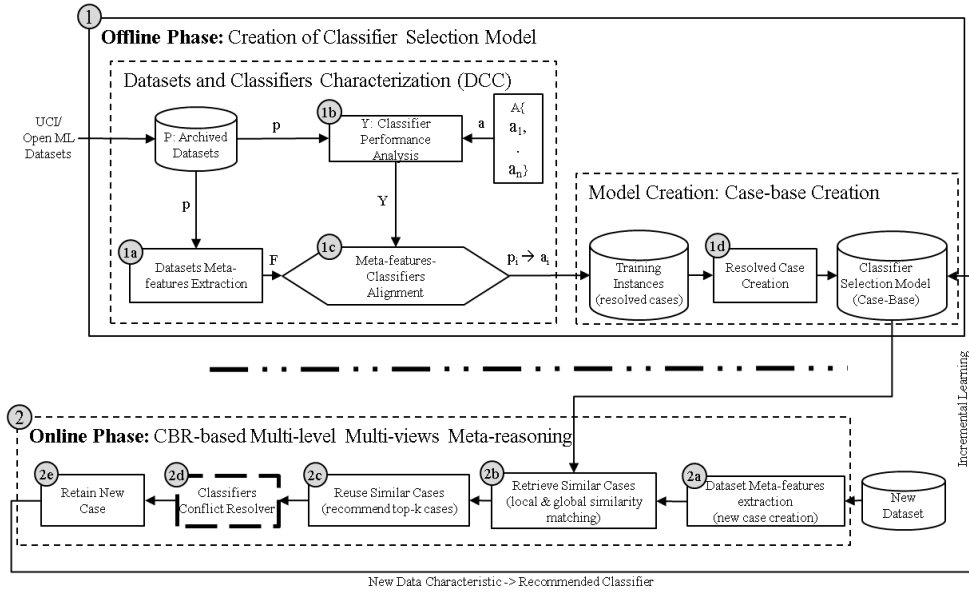 1
Offline Phase: Creation of Classifier Selection Model
Datasets and Classifiers Characterization (DCC)
UCI/
Open ML
Datasets
P: Archived
Datasets
p
1b
Y: Classifier
Performance
Analysis
a
A{
a1,
.
an}
p
Y
1a
Datasets Meta-
features Extraction
F
1c
Meta-features-
Classifiers
Alignment
pi → ai
Model Creation: Case-base Creation
Training
Instances
(resolved cases)
1d
Resolved Case
Creation
Classifier
Selection Model
(Case-Base)
Incremental Learning
2
Online Phase: CBR-based Multi-level Multi-views Meta-reasoning
2e
Retain New
Case
2d
Classifiers
Conflict Resolver
2c
Reuse Similar Cases
(recommend top-k cases)
2b
Retrieve Similar Cases
(local & global similarity
matching)
2a
Dataset Meta-features
extraction
(new case creation)
New
Dataset
New Data Characteristic -> Recommended Classifier